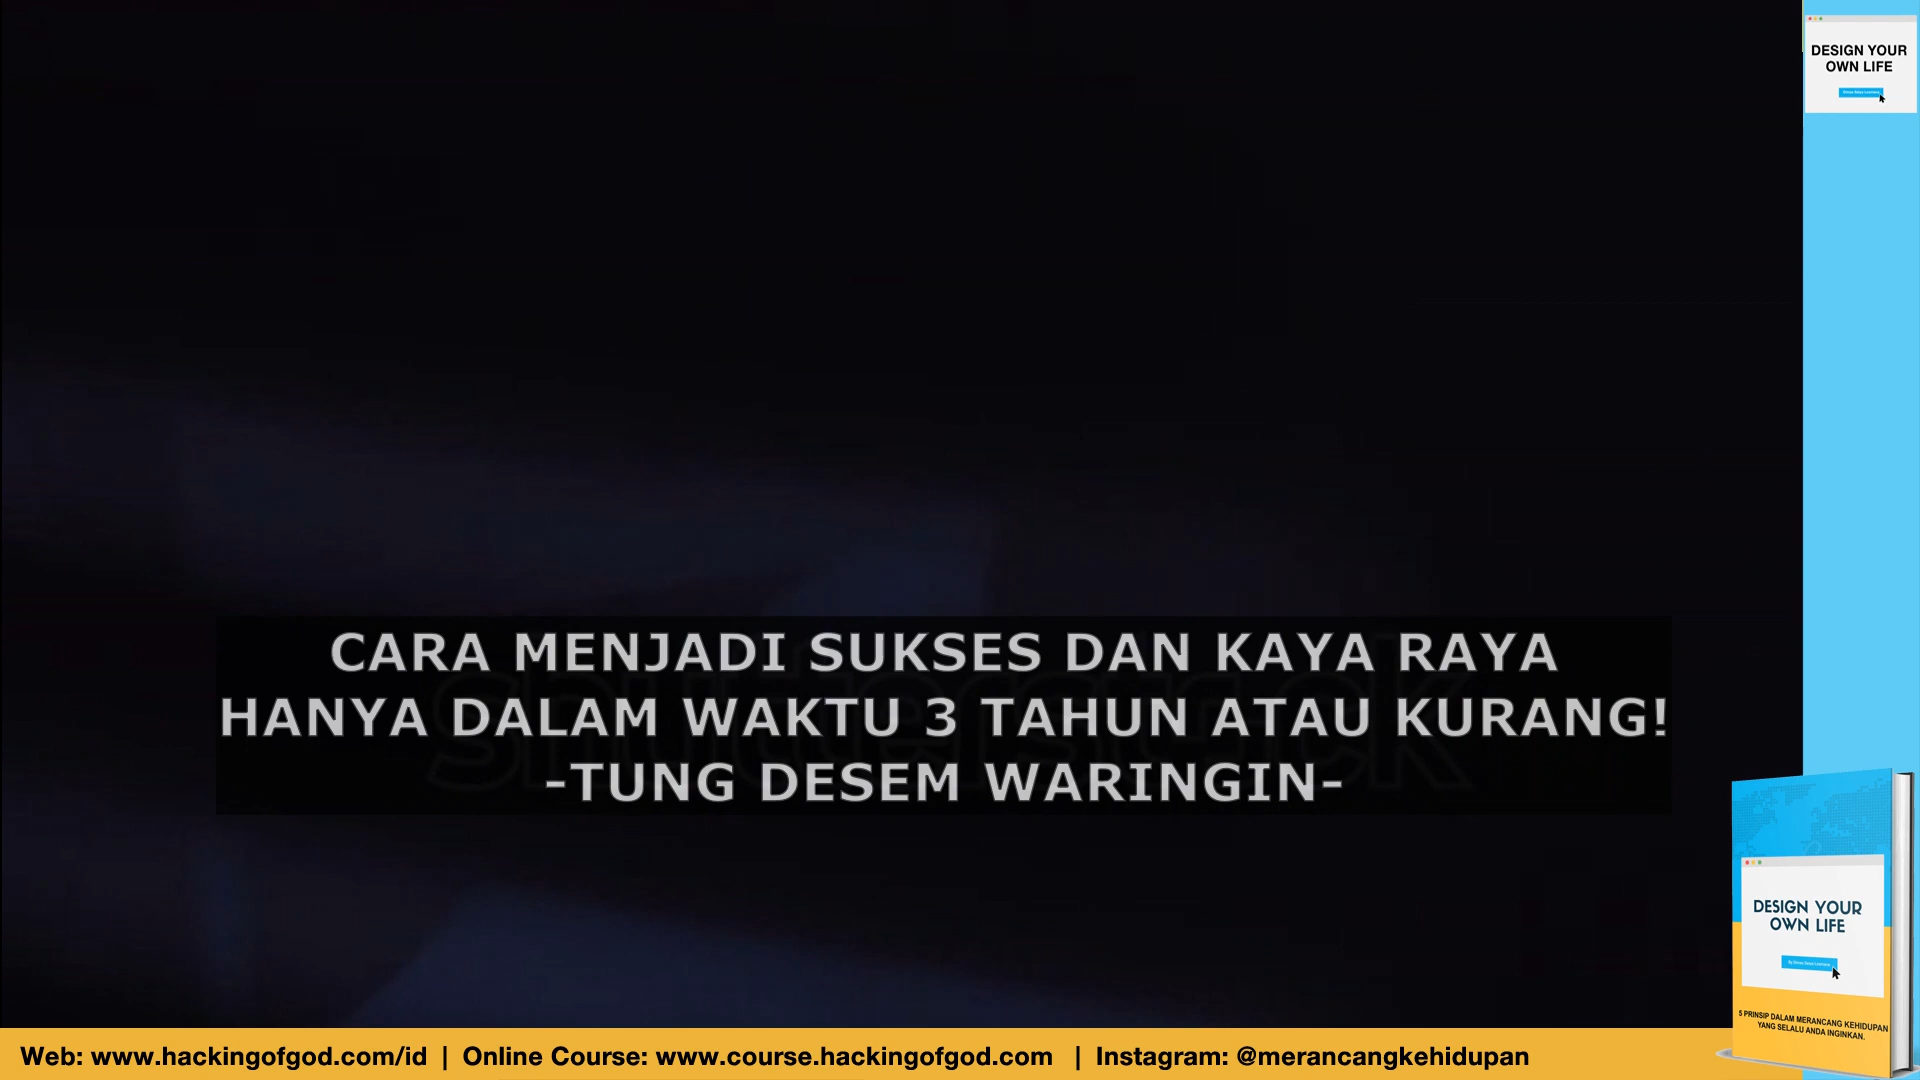 DESIGN YOUR
OWN LIFE
CARA MENJADI SUKSES DAN KAYA RAYA
HANYA DALAM WAKTU 3 TAHUN ATAU KURANG!
-TUNG DESEM WARINGIN-
shutterstock
DESIGN YOUR
OWN LIFE
5 PRINSIP DALAM MERANCANG KEHIDUPAN
YANG SELALU ANDA INGINKAN.
Web: www.hackingofgod.com/id | Online Course: www.course.hackingofgod.com | Instagram: @merancangkehidupan